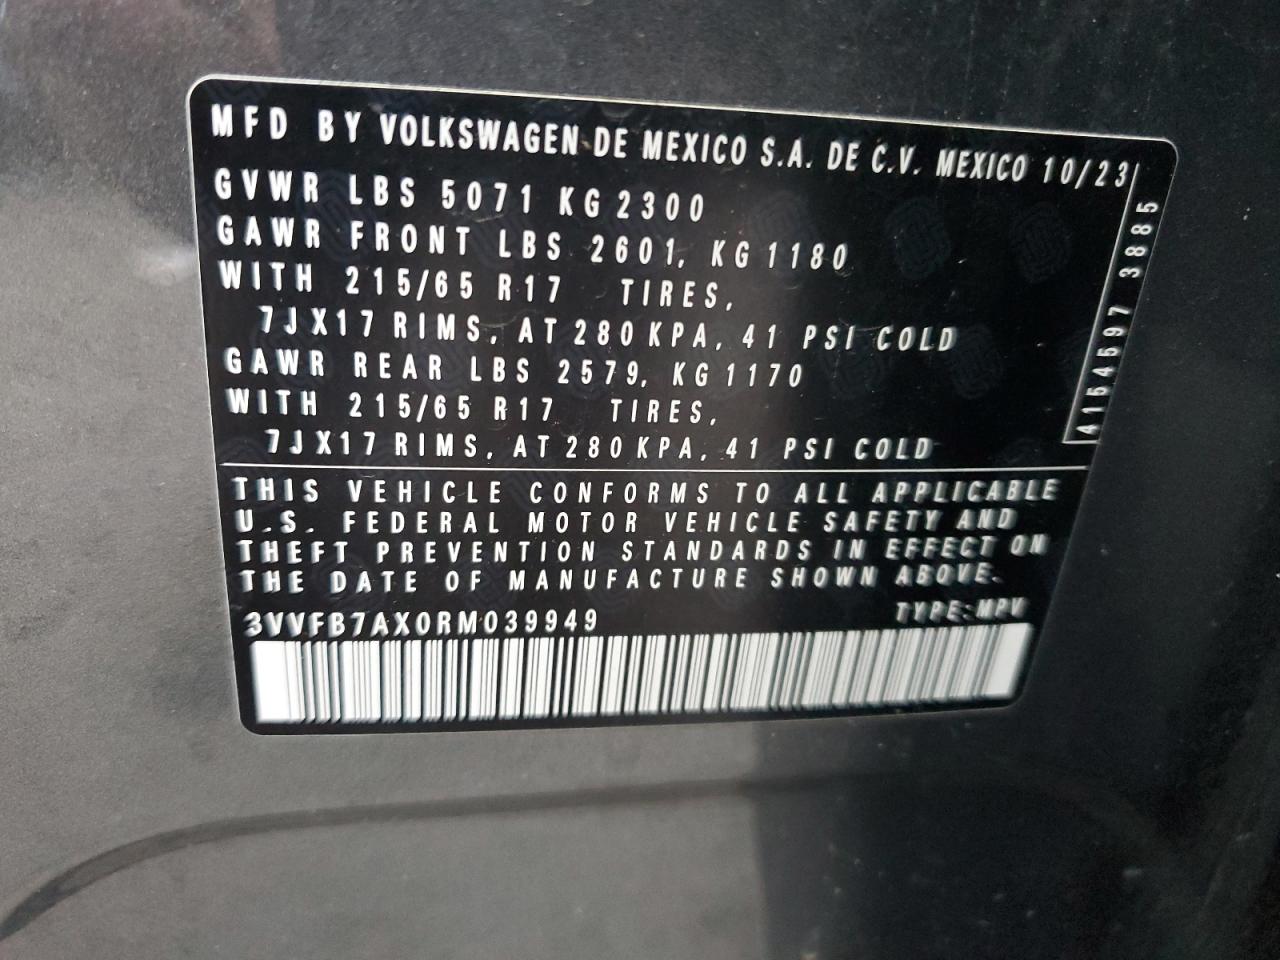 MFD BY VOLKSWAGEN DE MEXICO S.A. DE C.V. MEXICO 10/23
GVWR LBS 5071 KG 2300
GAWR FRONT LBS 2601, KG 1180
WITH 215/65 R17 TIRES,
7JX17 RIMS, AT 280 KPA, 41 PSI COLD
GAWR REAR LBS 2579, KG 1170
WITH 215/65 R17 TIRES,
7JX17 RIMS, AT 280 KPA, 41 PSI COLD
4154597 3885
THIS VEHICLE CONFORMS TO ALL APPLICABLE
U.S. FEDERAL MOTOR VEHICLE SAFETY AND
THEFT PREVENTION STANDARDS IN EFFECT ON
THE DATE OF MANUFACTURE SHOWN ABOVE.
3VVFB7AX0RM039949 TYPE: MPV